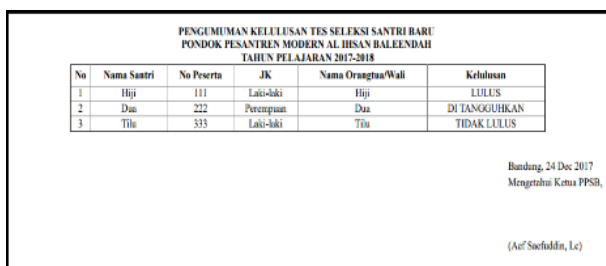 PENGUMUMAN KELULUSAN TES SELEKSI SANTRI BARU
PONDOK PESANTREN MODERN AL IHSAN BALEENDAH
TAHUN PELAJARAN 2017-2018
No Nama Santri No Peserta JK Nama Orangtua/Wali Kelulusan
1 Hiji 111 Laki-laki Hiji LULUS
2 Dua 222 Perempuan Dua DI TANGGUHKAN
3 Tilu 333 Laki-laki Tilu TIDAK LULUS
Bandung, 24 Dec 2017
Mengetahui Ketua PPSB,
(Aef Saefuddin, Lc)